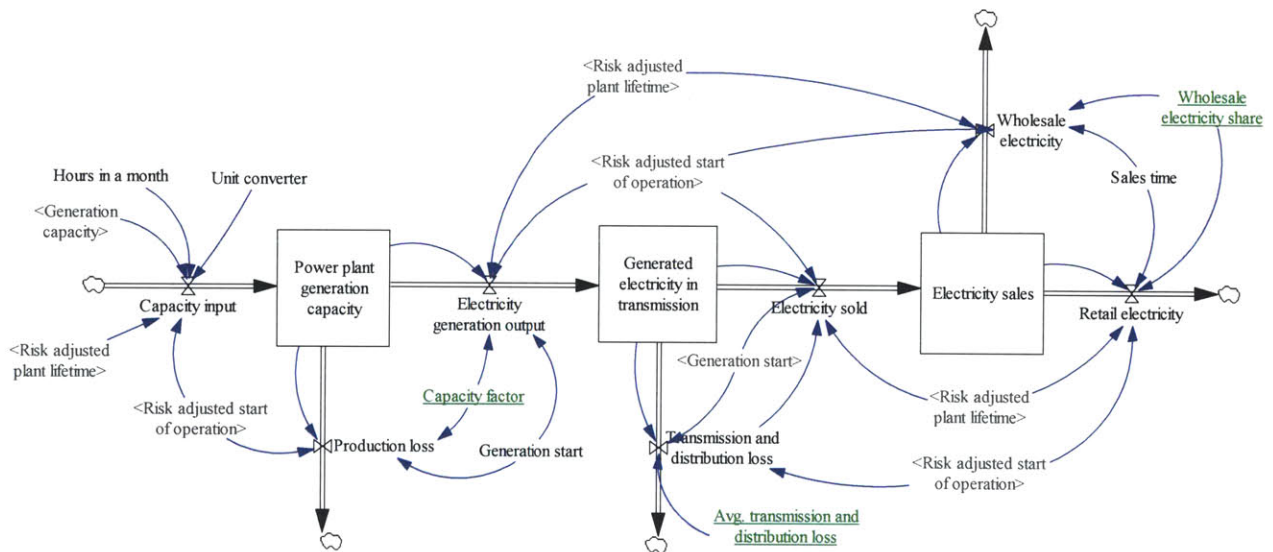 <Risk adjusted
plant lifetime>
Wholesale
electricity
Wholesale
electricity share
Hours in a month
Unit converter
<Risk adjusted start
of operation>
Sales time
<Generation
capacity>
Power plant
generation
capacity
Generated
electricity in
transmission
Electricity sales
Capacity input
Electricity
generation output
Electricity sold
Retail electricity
<Risk adjusted
plant lifetime>
<Generation start>
Capacity factor
<Risk adjusted
plant lifetime>
<Risk adjusted start
of operation>
Production loss
Generation start
Transmission and
distribution loss
<Risk adjusted start
of operation>
Avg. transmission and
distribution loss